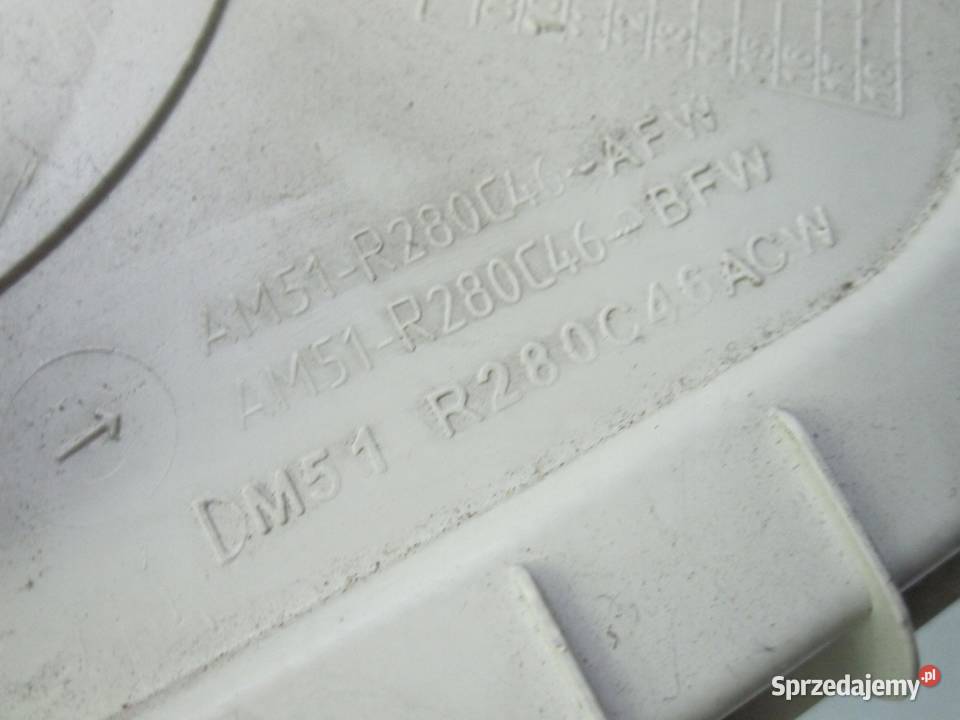 AM51-R280C46-AFW
AM51-R280C46-BFW
DM51 R280C46ACW
Sprzedajemy.pl